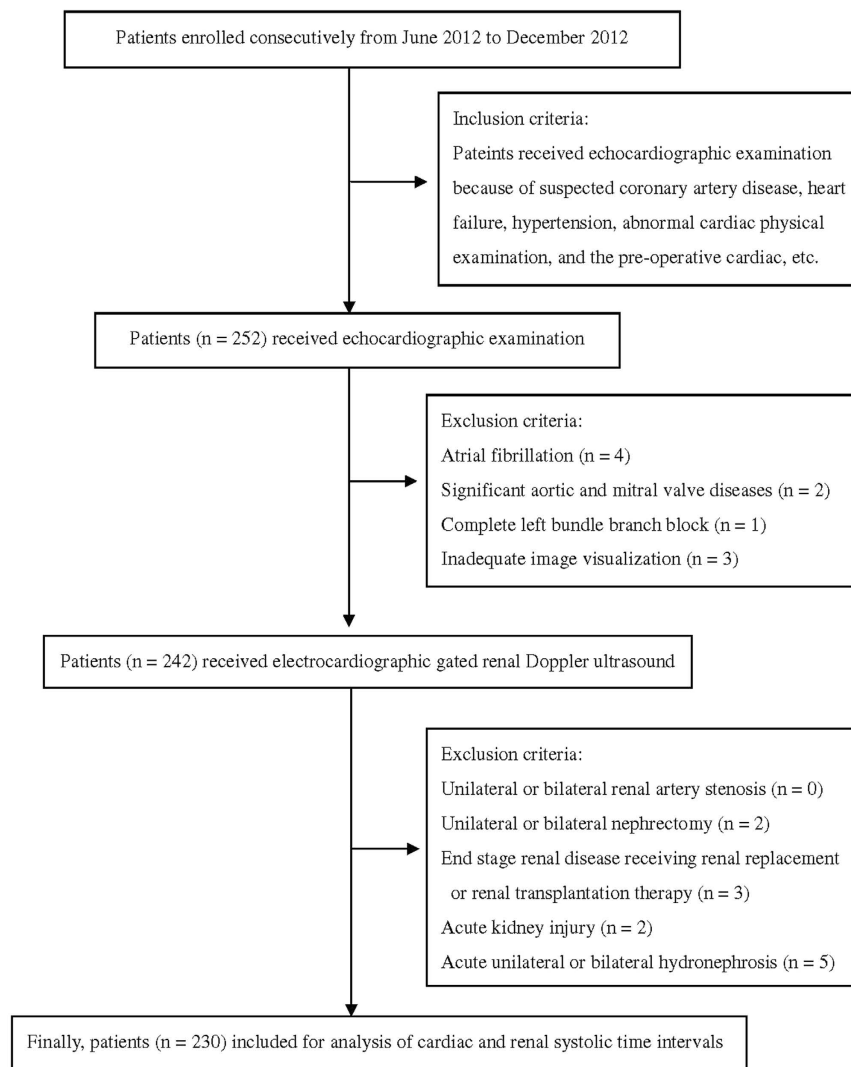 Patients enrolled consecutively from June 2012 to December 2012
Inclusion criteria:
Pateints received echocardiographic examination
because of suspected coronary artery disease, heart
failure, hypertension, abnormal cardiac physical
examination, and the pre-operative cardiac, etc.
Patients (n = 252) received echocardiographic examination
Exclusion criteria:
Atrial fibrillation (n = 4)
Significant aortic and mitral valve diseases (n = 2)
Complete left bundle branch block (n = 1)
Inadequate image visualization (n = 3)
Patients (n = 242) received electrocardiographic gated renal Doppler ultrasound
Exclusion criteria:
Unilateral or bilateral renal artery stenosis (n = 0)
Unilateral or bilateral nephrectomy (n = 2)
End stage renal disease receiving renal replacement
or renal transplantation therapy (n = 3)
Acute kidney injury (n = 2)
Acute unilateral or bilateral hydronephrosis (n = 5)
Finally, patients (n = 230) included for analysis of cardiac and renal systolic time intervals